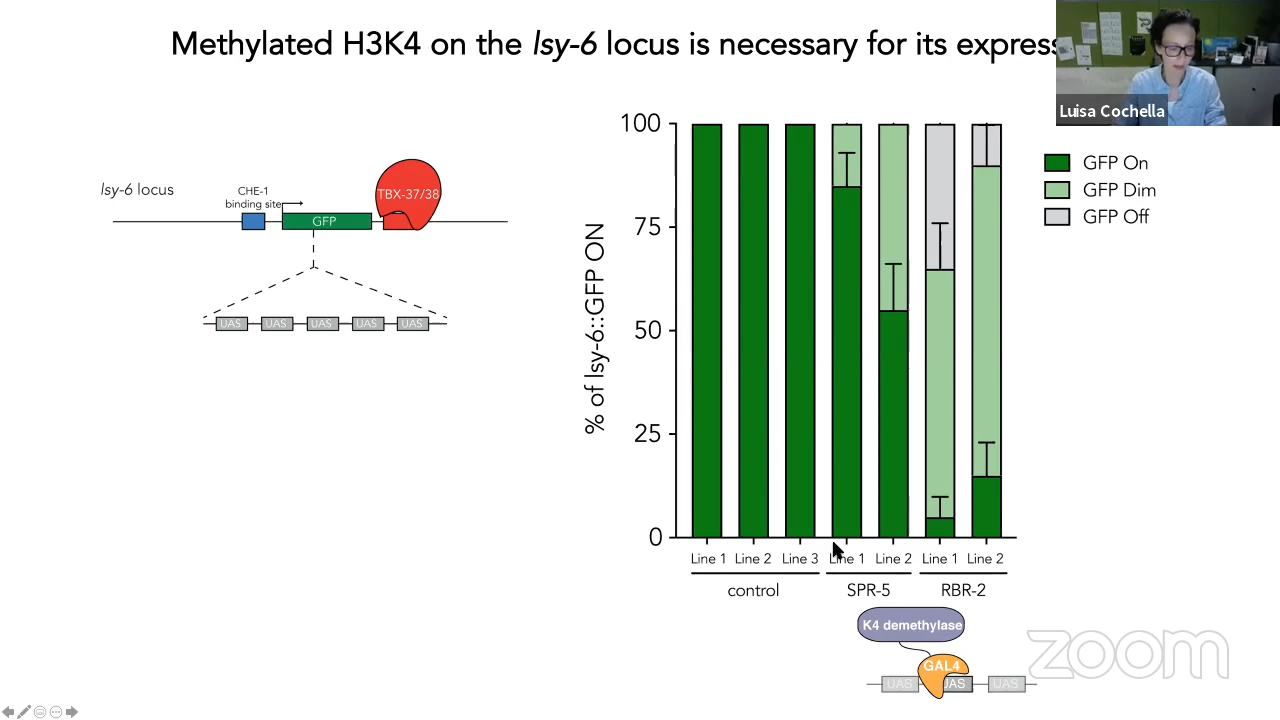 Methylated H3K4 on the lsy-6 locus is necessary for its express
Luisa Cochella
lsy-6 locus
CHE-1
binding site
TBX-37/38
GFP
UAS UAS UAS UAS UAS
% of lsy-6::GFP ON
100
75
50
25
0
GFP On
GFP Dim
GFP Off
Line 1 Line 2 Line 3 Line 1 Line 2 Line 1 Line 2
control SPR-5 RBR-2
K4 demethylase
GAL4
UAS UAS UAS
zoom